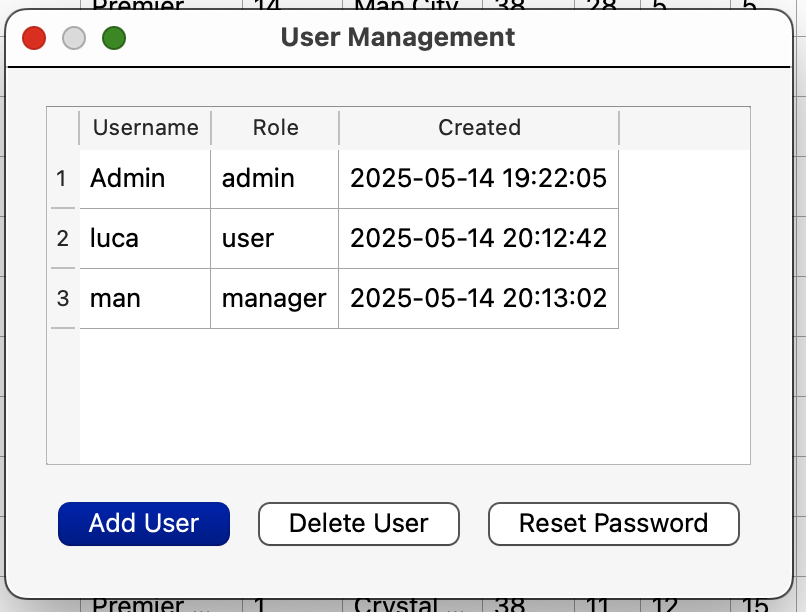 Premier 14 Man City 38 28 5 5
User Management
Username Role Created
1 Admin admin 2025-05-14 19:22:05
2 luca user 2025-05-14 20:12:42
3 man manager 2025-05-14 20:13:02
Add User Delete User Reset Password
Premier ... 1 Crystal ... 38 11 12 15